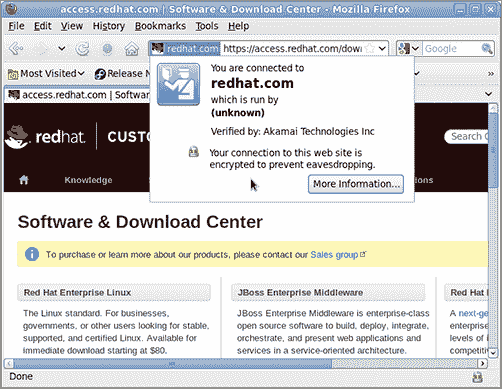 access.redhat.com | Software & Download Center - Mozilla Firefox
File Edit View History Bookmarks Tools Help
redhat.com https://access.redhat.com/dow
Google
Most Visited
Release N
access.redhat.com | Softwar
You are connected to
redhat.com
which is run by
(unknown)
Verified by: Akamai Technologies Inc
Your connection to this web site is
encrypted to prevent eavesdropping.
More Information...
redhat. CUSTO
Search C
Knowledge
tions
Software & Download Center
To purchase or learn more about our products, please contact our Sales group
Red Hat Enterprise Linux
The Linux standard. For businesses,
governments, or other users looking for stable,
supported, and certified Linux. Available for
immediate download starting at $80.
JBoss Enterprise Middleware
JBoss Enterprise Middleware is enterprise-class
open source software to build, deploy, integrate,
orchestrate, and present web applications and
services in a service-oriented architecture.
Red Hat E
A next-ge
enterprise
levels of i
Done